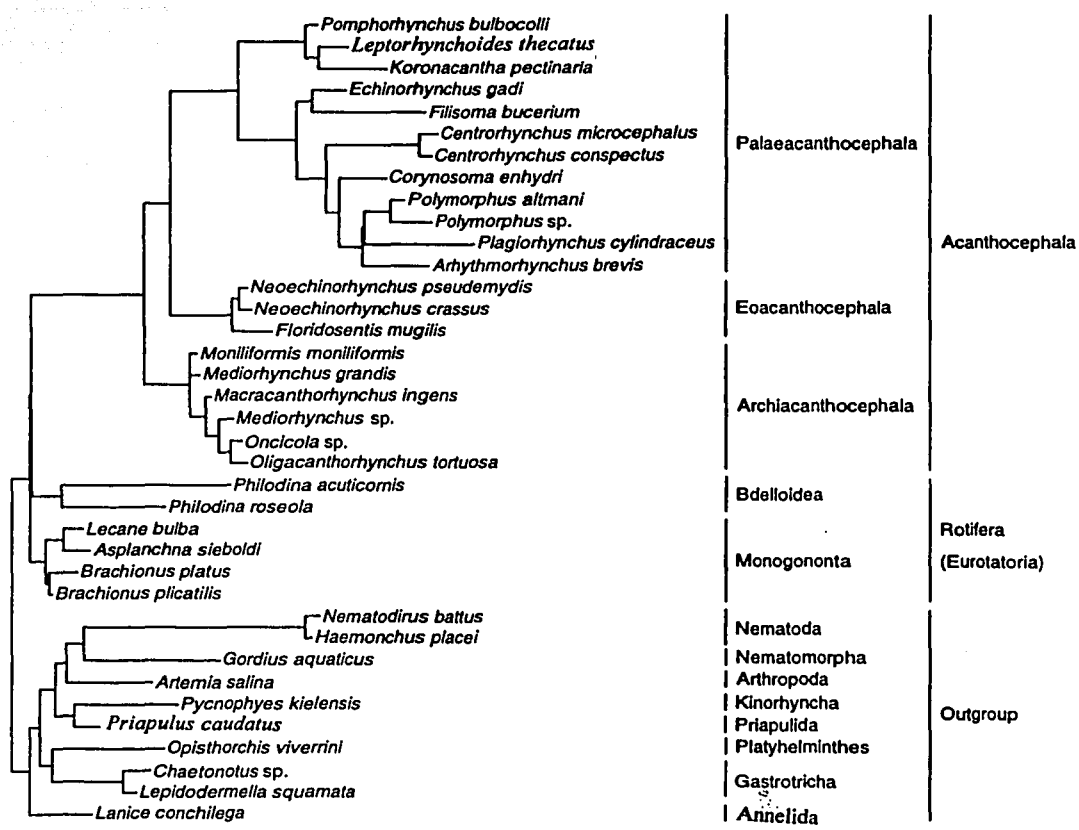 Pomphorhynchus bulbocolli
Leptorhynchoides thecatus
Koronacantha pectinaria
Echinorhynchus gadi
Filisoma bucerium
Centrorhynchus microcephalus
Centrorhynchus conspectus
Corynosoma enhydri
Polymorphus altmani
Polymorphus sp.
Plagiorhynchus cylindraceus
Arhythmorhynchus brevis
Neoechinorhynchus pseudemydis
Neoechinorhynchus crassus
Floridosentis mugilis
Moniliformis moniliformis
Mediorhynchus grandis
Macracanthorhynchus ingens
Mediorhynchus sp.
Oncicola sp.
Oligacanthorhynchus tortuosa
Philodina acuticornis
Philodina roseola
Lecane bulba
Asplanchna sieboldi
Brachionus platus
Brachionus plicatilis
Nematodirus battus
Haemonchus placei
Gordius aquaticus
Artemia salina
Pycnophyes kielensis
Priapulus caudatus
Opisthorchis viverrini
Chaetonotus sp.
Lepidodermella squamata
Lanice conchilega
Palaeacanthocephala
Eoacanthocephala
Archiacanthocephala
Bdelloidea
Monogononta
Nematoda
Nematomorpha
Arthropoda
Kinorhyncha
Priapulida
Platyhelminthes
Gastrotricha
Annelida
Acanthocephala
Rotifera
(Eurotatoria)
Outgroup